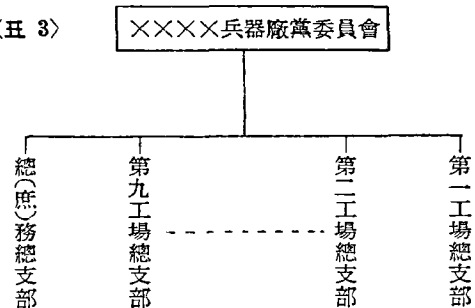 〈표 3〉
××××兵器廠黨委員會
第一工場總支部
第二工場總支部
第九工場總支部
總(庶)務總支部